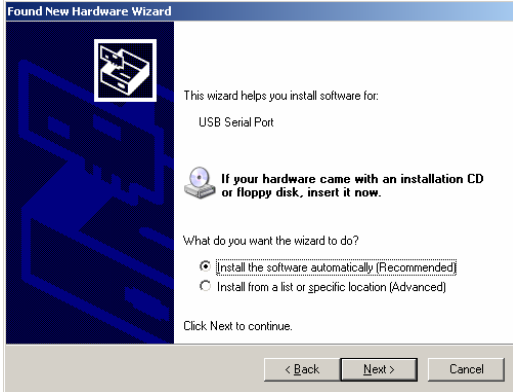 Found New Hardware Wizard
This wizard helps you install software for:
USB Serial Port
If your hardware came with an installation CD
or floppy disk, insert it now.
What do you want the wizard to do?
Install the software automatically (Recommended)
Install from a list or specific location (Advanced)
Click Next to continue.
< Back Next > Cancel